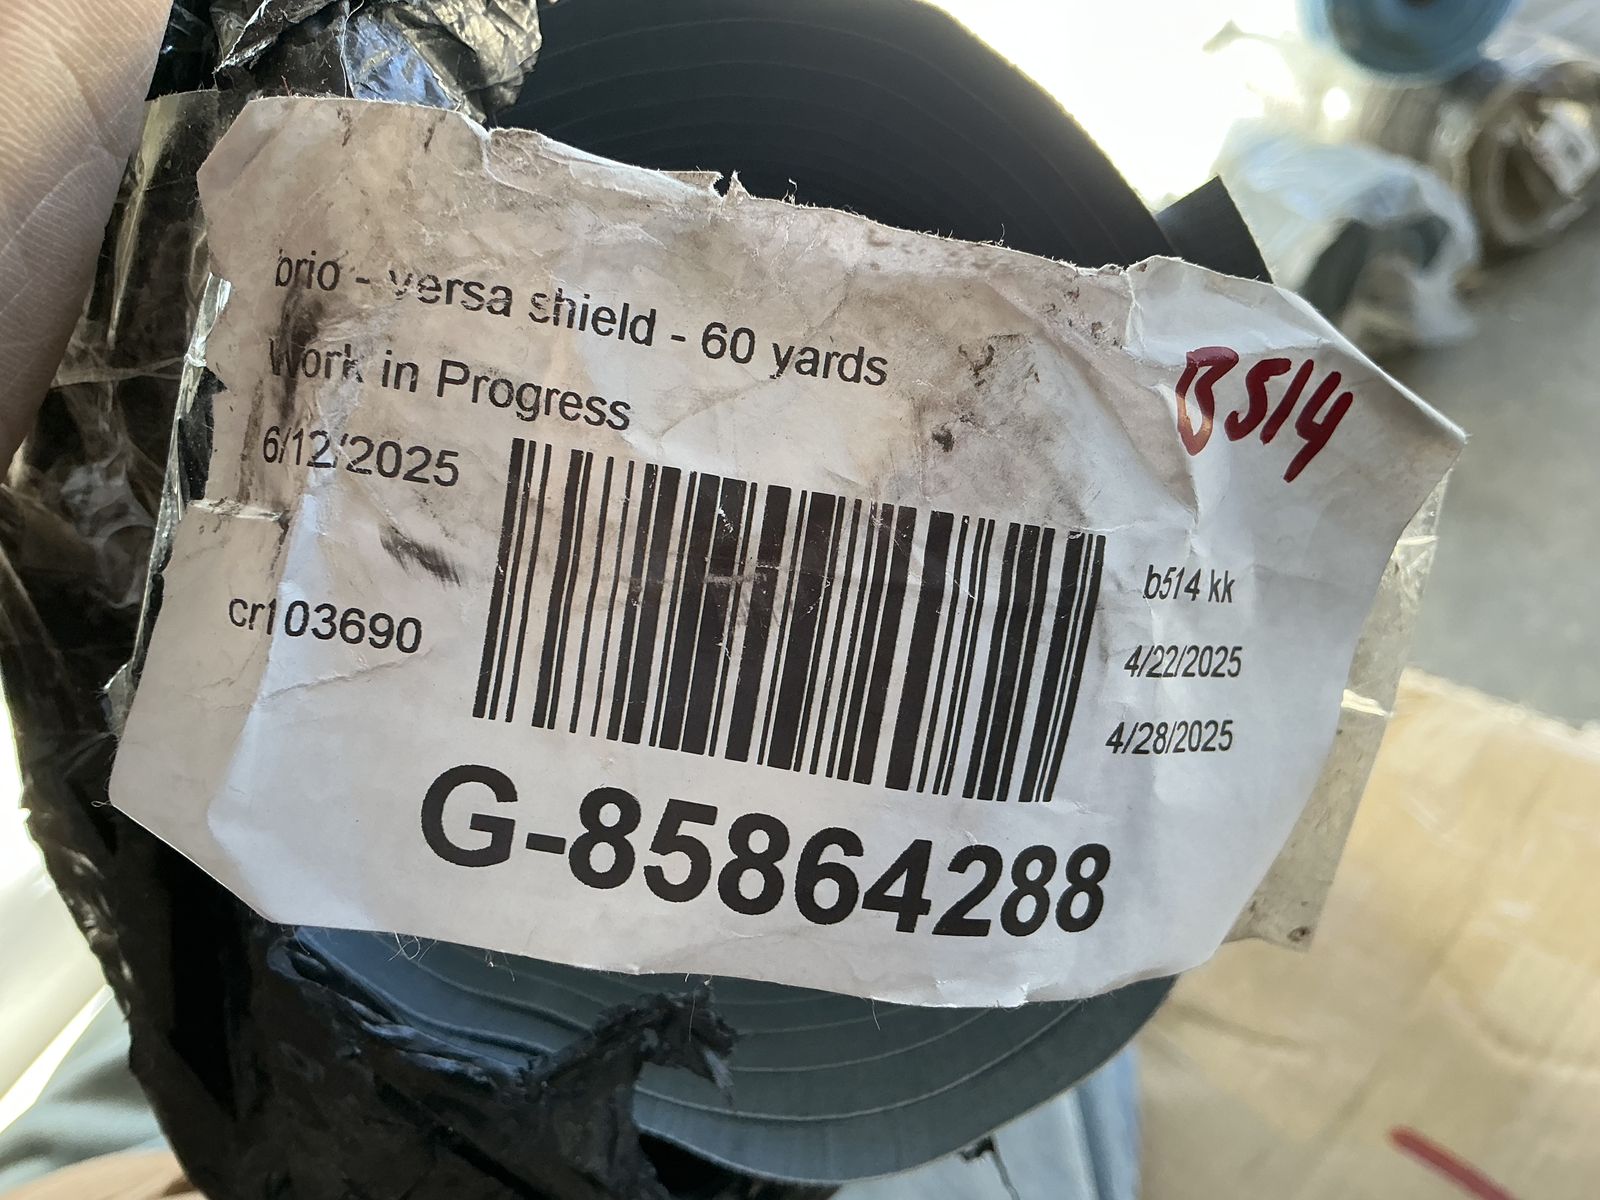 brio - versa shield - 60 yards
Work in Progress
6/12/2025
B514
cr103690
b514 kk
4/22/2025
4/28/2025
G-85864288